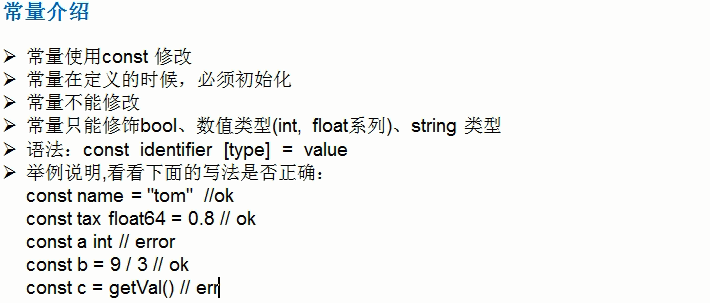 常量介绍
➢ 常量使用const 修改
➢ 常量在定义的时候，必须初始化
➢ 常量不能修改
➢ 常量只能修饰bool、数值类型(int, float系列)、string 类型
➢ 语法：const identifier [type] = value
➢ 举例说明,看看下面的写法是否正确：
const name = "tom" //ok
const tax float64 = 0.8 // ok
const a int // error
const b = 9 / 3 // ok
const c = getVal() // err